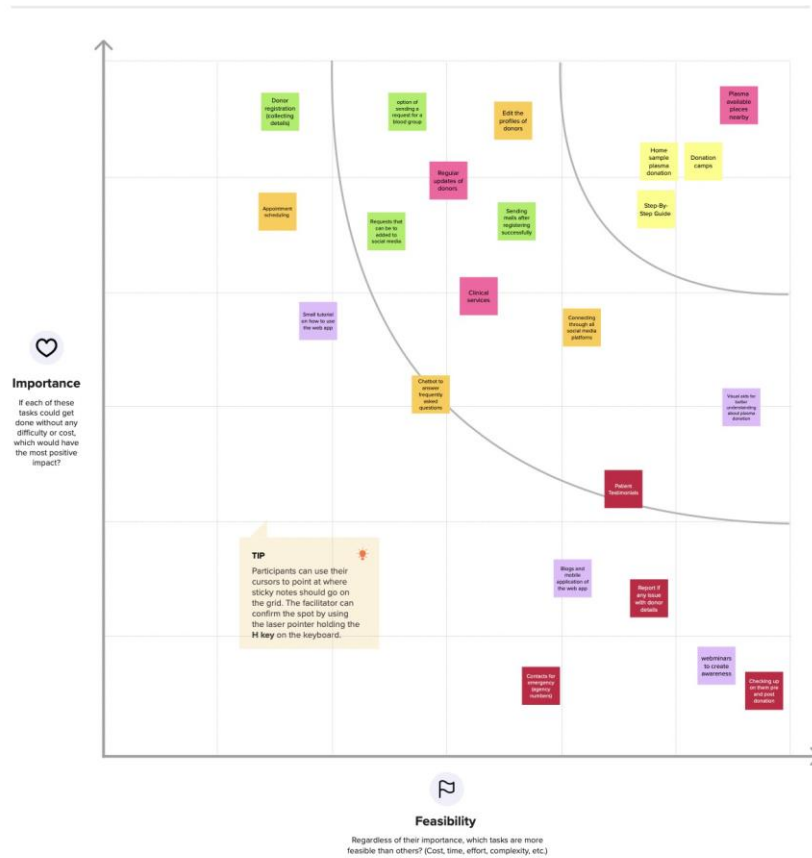 Donor
registration
(collecting
details)
option of
sending a
request for a
blood group
Edit the
profiles of
donors
Plasma
available
places
nearby
Home
sample
plasma
donation
Donation
camps
Regular
updates of
donors
Appointment
scheduling
Step-By-
Step Guide
Requests that
can be to
added to
social media
Sending
mails after
registering
successfully
Clinical
services
Small tutorial
on how to use
the web app
Connecting
through all
social media
platforms
Importance
If each of these
tasks could get
done without any
difficulty or cost,
which would have
the most positive
impact?
Chatbot to
answer
frequently
asked
questions
Visual aids for
better
understanding
about plasma
donation
Patient
Testimonials
TIP
Participants can use their
cursors to point at where
sticky notes should go on
the grid. The facilitator can
confirm the spot by using
the laser pointer holding the
H key on the keyboard.
Blogs and
mobile
application of
the web app
Report if
any issue
with donor
details
Contacts for
emergency
(agency
numbers)
webminars
to create
awareness
Checking up
on them pre
and post
donation
Feasibility
Regardless of their importance, which tasks are more
feasible than others? (Cost, time, effort, complexity, etc.)